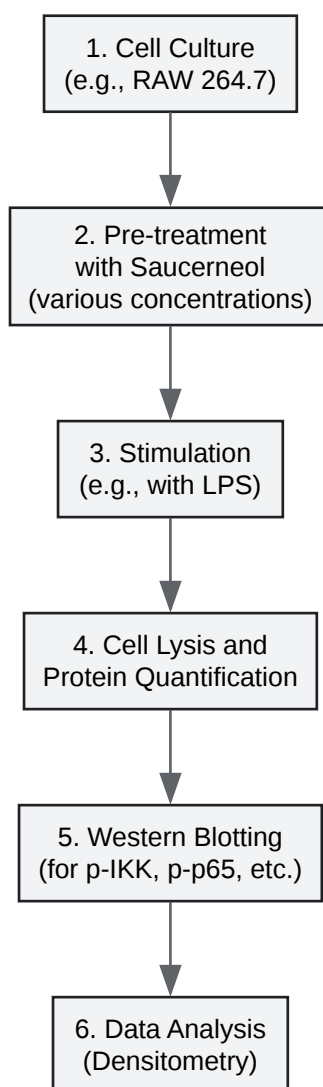 1. Cell Culture
(e.g., RAW 264.7)
2. Pre-treatment
with Saucerneol
(various concentrations)
3. Stimulation
(e.g., with LPS)
4. Cell Lysis and
Protein Quantification
5. Western Blotting
(for p-IKK, p-p65, etc.)
6. Data Analysis
(Densitometry)